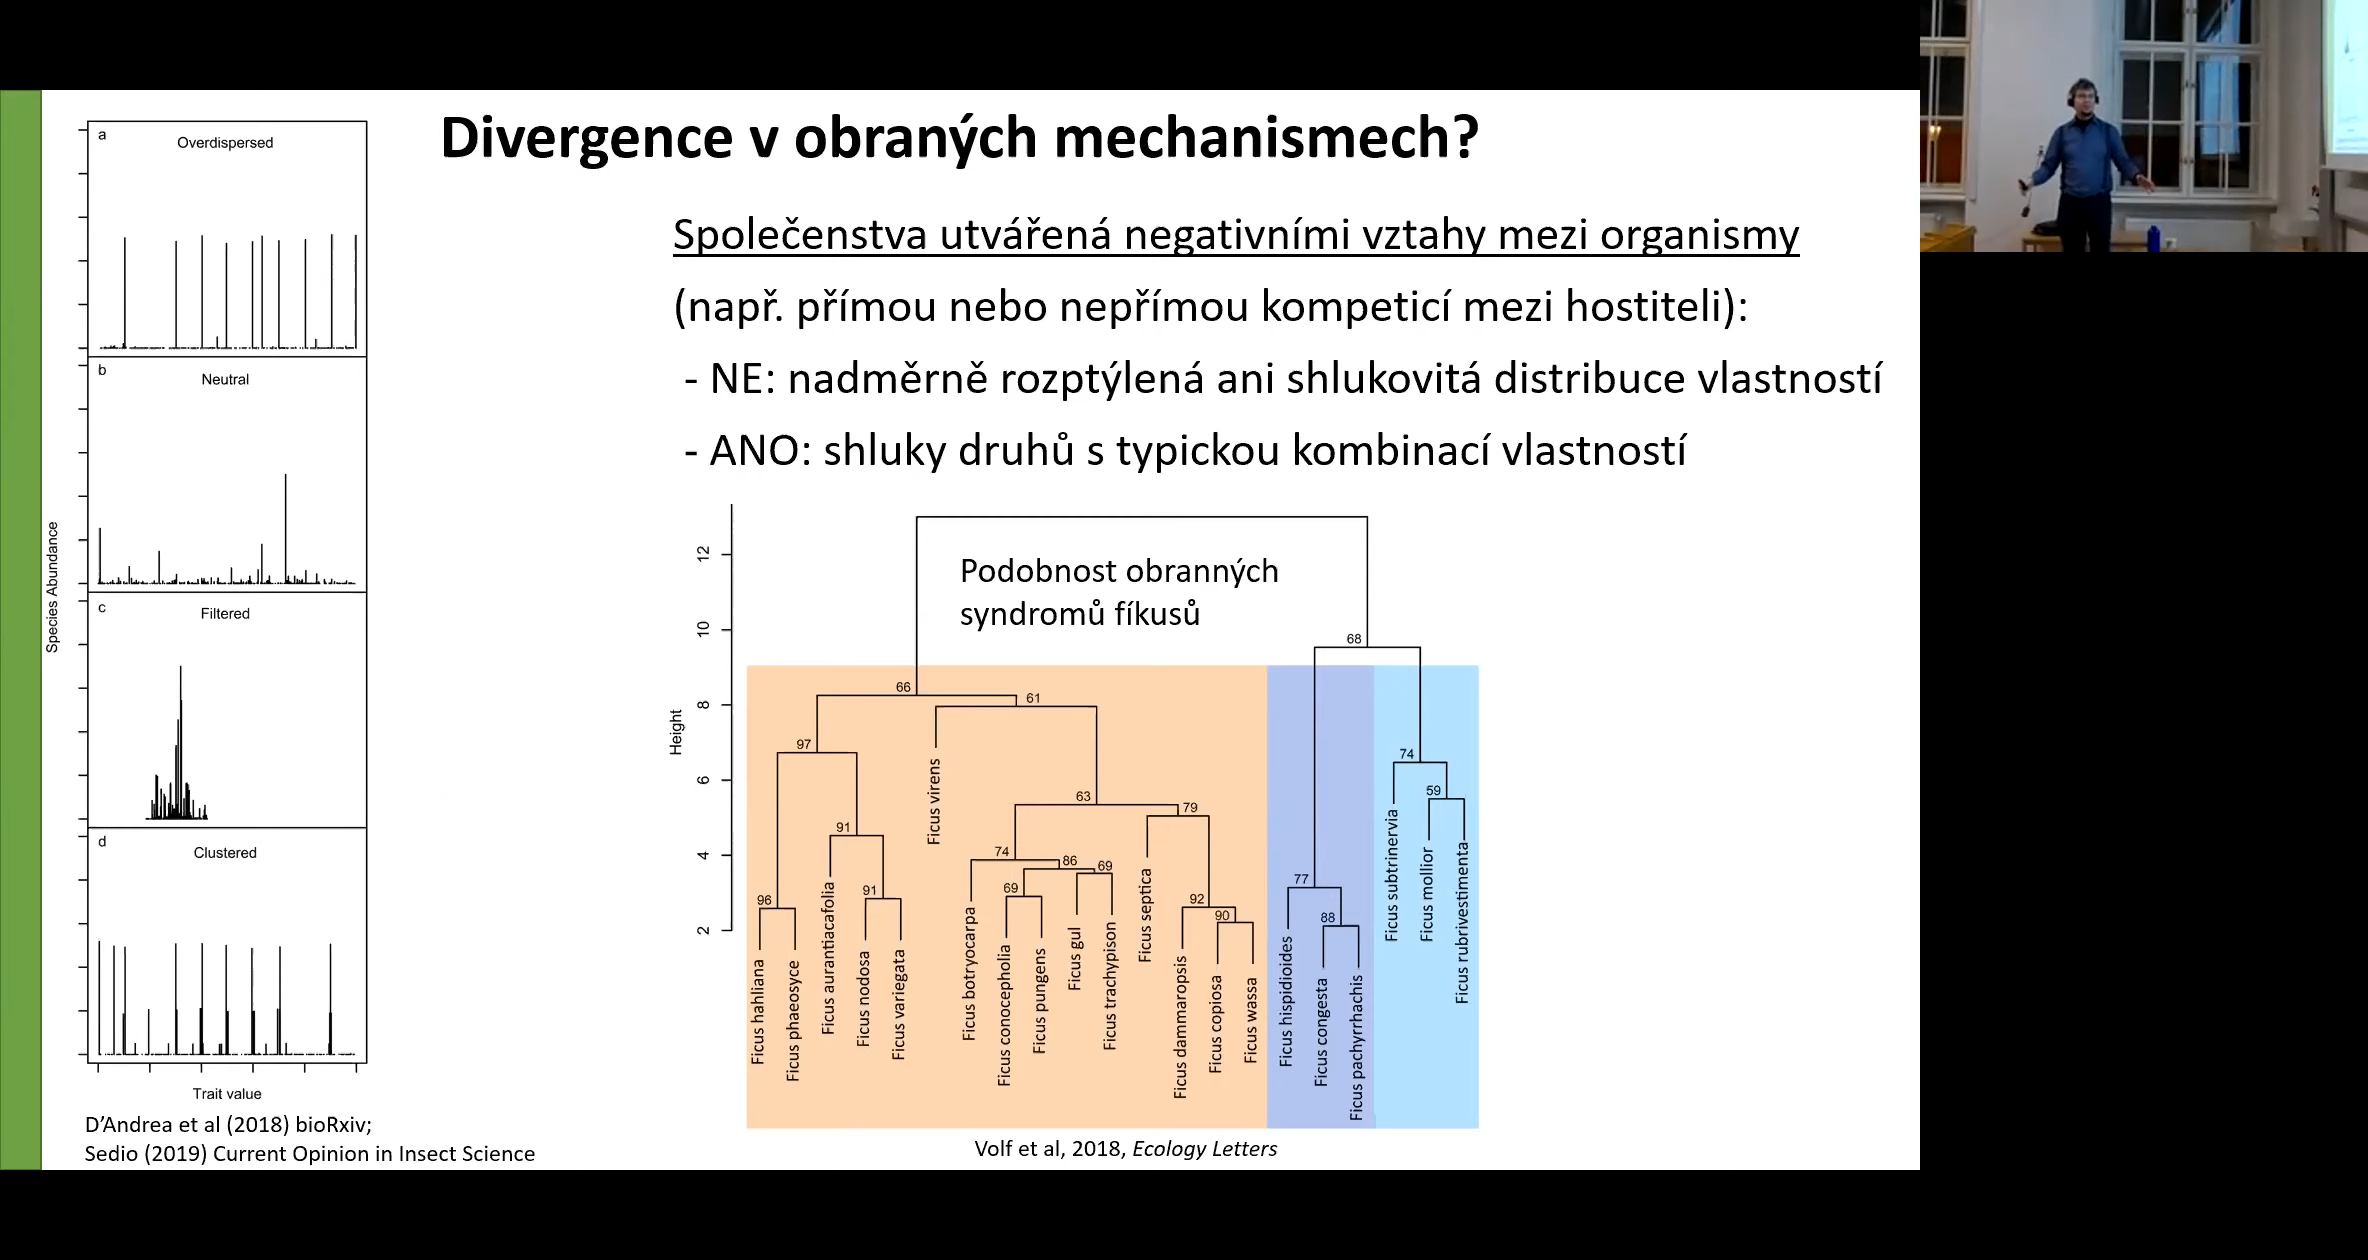 Divergence v obraných mechanismech?
Společenstva utvářená negativními vztahy mezi organismy
(např. přímou nebo nepřímou kompeticí mezi hostiteli):
- NE: nadměrně rozptýlená ani shlukovitá distribuce vlastností
- ANO: shluky druhů s typickou kombinací vlastností
a
Overdispersed
b
Neutral
c
Filtered
d
Clustered
Species Abundance
Trait value
D’Andrea et al (2018) bioRxiv;
Sedio (2019) Current Opinion in Insect Science
Podobnost obranných
syndromů fíkusů
Height
12
10
8
6
4
2
68
66
61
97
74
59
63
79
91
74
86
69
77
91
69
96
92
90
88
Ficus hahliana
Ficus phaeosyce
Ficus aurantiacafolia
Ficus nodosa
Ficus variegata
Ficus virens
Ficus botryocarpa
Ficus conocepholia
Ficus pungens
Ficus gul
Ficus trachypison
Ficus septica
Ficus dammaropsis
Ficus copiosa
Ficus wassa
Ficus hispidioides
Ficus congesta
Ficus pachyrrhachis
Ficus subtrinervia
Ficus mollior
Ficus rubrivestimenta
Volf et al, 2018, Ecology Letters